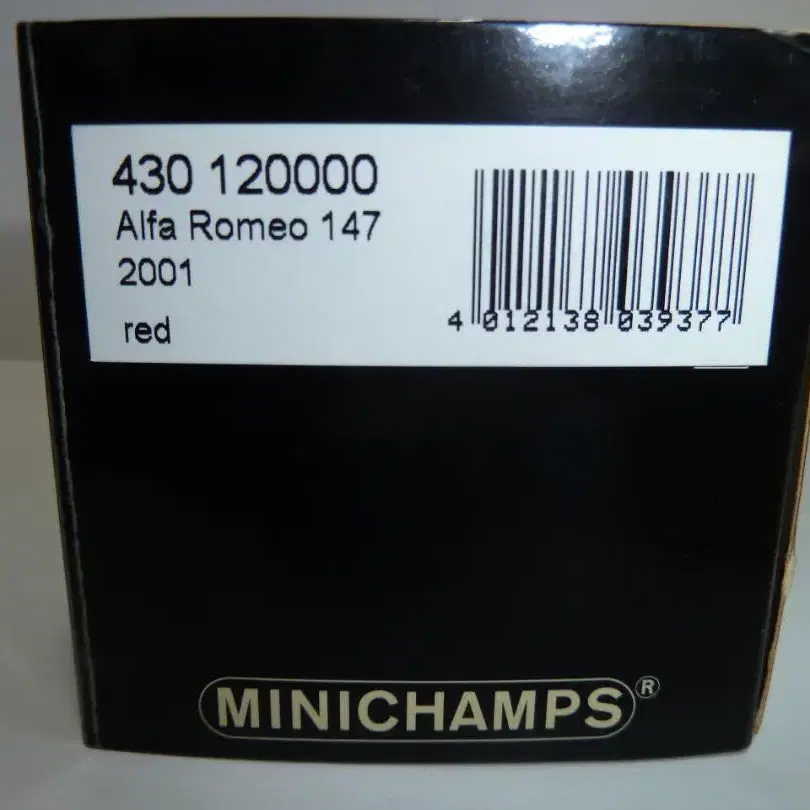 430 120000
Alfa Romeo 147
2001
red
4 012138 039377
MINICHAMPS®